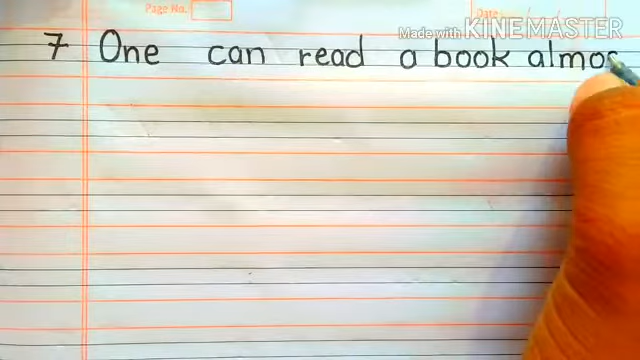 Page No.
Date
Made with KINEMASTER
7 One can read a book almos